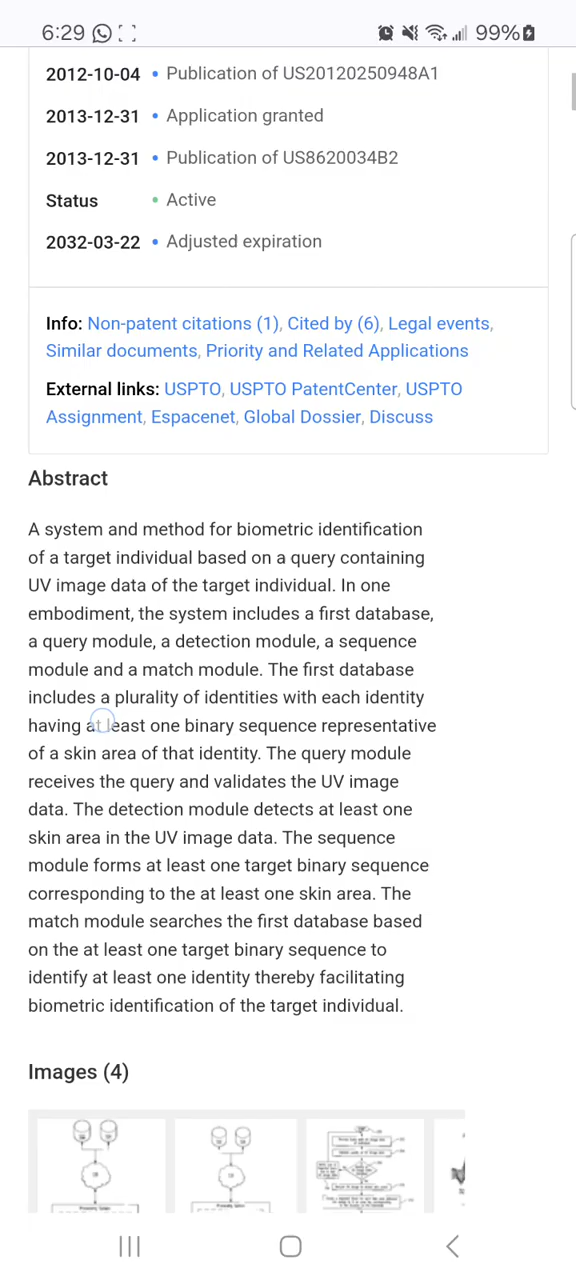 6:29
99%
2012-10-04 • Publication of US20120250948A1
2013-12-31 • Application granted
2013-12-31 • Publication of US8620034B2
Status • Active
2032-03-22 • Adjusted expiration
Info: Non-patent citations (1), Cited by (6), Legal events,
Similar documents, Priority and Related Applications
External links: USPTO, USPTO PatentCenter, USPTO
Assignment, Espacenet, Global Dossier, Discuss
Abstract
A system and method for biometric identification
of a target individual based on a query containing
UV image data of the target individual. In one
embodiment, the system includes a first database,
a query module, a detection module, a sequence
module and a match module. The first database
includes a plurality of identities with each identity
having at least one binary sequence representative
of a skin area of that identity. The query module
receives the query and validates the UV image
data. The detection module detects at least one
skin area in the UV image data. The sequence
module forms at least one target binary sequence
corresponding to the at least one skin area. The
match module searches the first database based
on the at least one target binary sequence to
identify at least one identity thereby facilitating
biometric identification of the target individual.
Images (4)